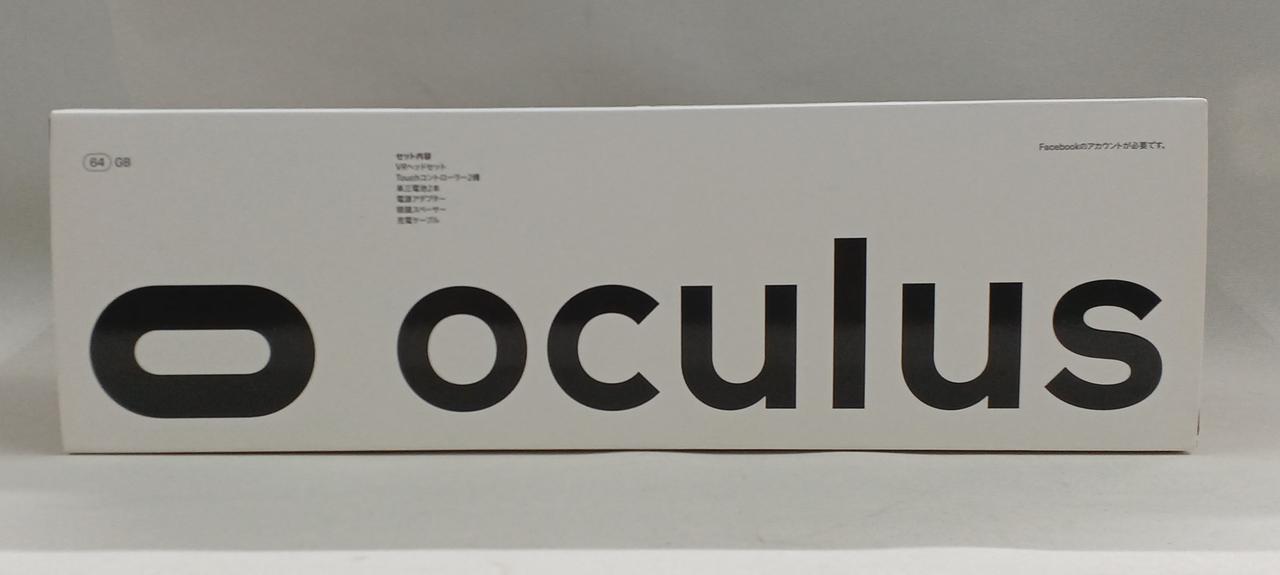 64 GB
セット内容
VRヘッドセット
Touchコントローラー2機
単三電池2本
電源アダプター
眼鏡スペーサー
充電ケーブル
Facebookのアカウントが必要です。
oculus